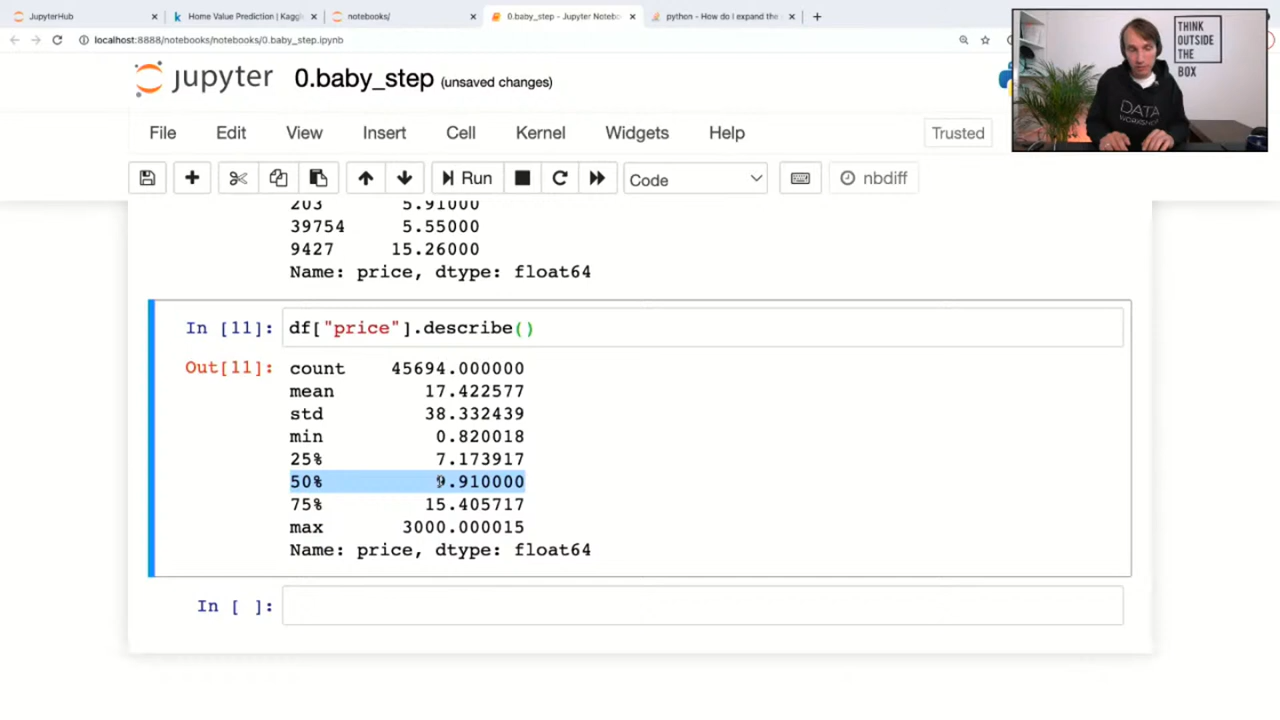 JupyterHub
Home Value Prediction | Kaggl
notebooks/
0.baby_step - Jupyter Notebo
python - How do I expand the
localhost:8888/notebooks/notebooks/0.baby_step.ipynb
THINK
OUTSIDE
THE
BOX
DATA
WORKSHOP
jupyter 0.baby_step (unsaved changes)
File Edit View Insert Cell Kernel Widgets Help Trusted
Run Code nbdiff
203 5.91000
39754 5.55000
9427 15.26000
Name: price, dtype: float64
In [11]: df["price"].describe()
Out[11]: count 45694.000000
mean 17.422577
std 38.332439
min 0.820018
25% 7.173917
50% 9.910000
75% 15.405717
max 3000.000015
Name: price, dtype: float64
In [ ]: